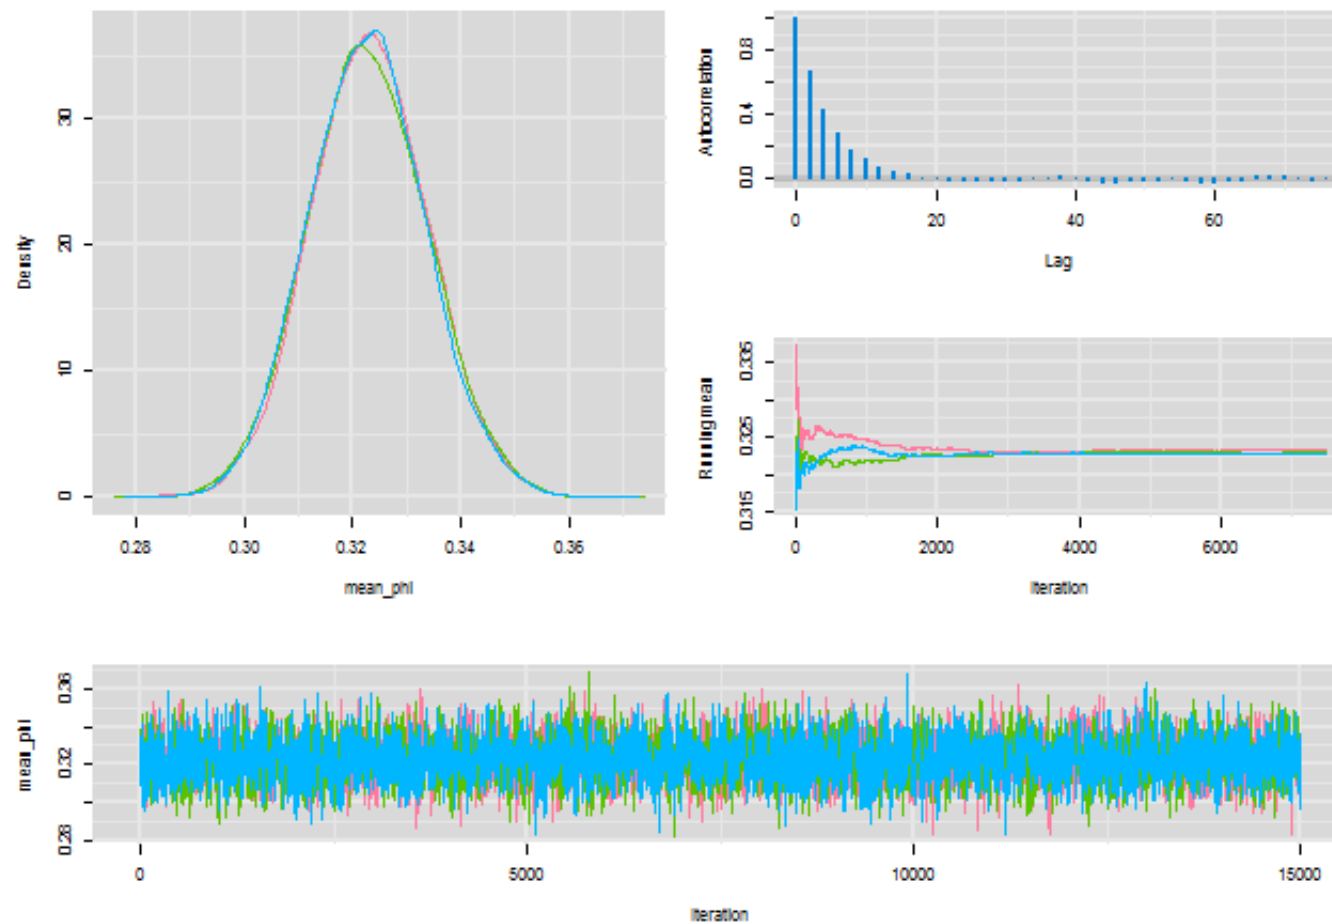 Density
30
20
10
0
0.28 0.30 0.32 0.34 0.36
mean_phi
Autocorrelation
0.8
0.4
0.0
0 20 40 60
Lag
Running mean
0.335
0.325
0.315
0 2000 4000 6000
Iteration
mean_phi
0.36
0.32
0.28
0 5000 10000 15000
Iteration